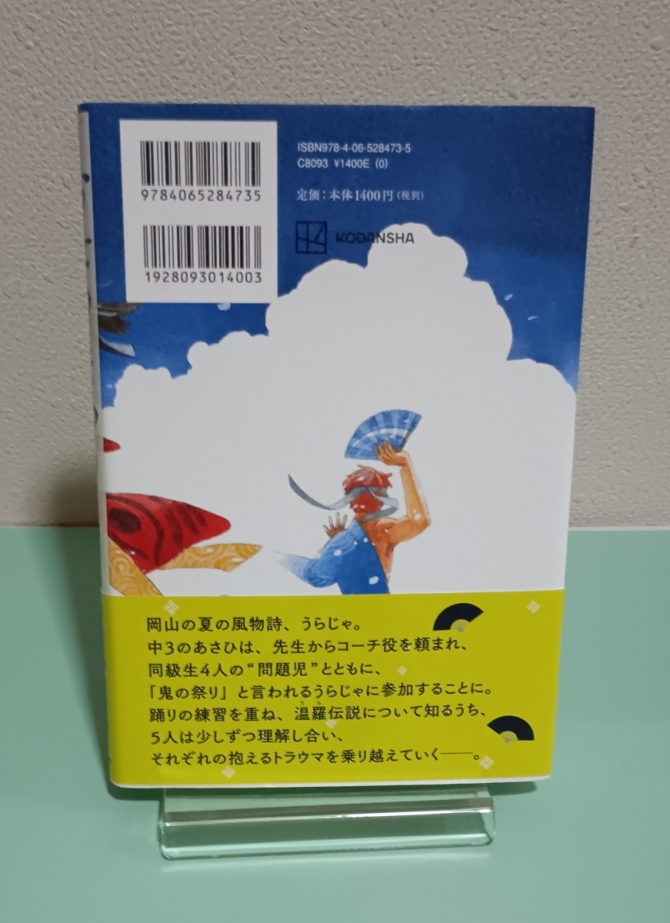 ISBN978-4-06-528473-5
C8093 ¥1400E (0)
9784065284735
定価：本体1400円（税別）
KODANSHA
1928093014003
岡山の夏の風物詩、うらじゃ。
中3のあさひは、先生からコーチ役を頼まれ、
同級生4人の“問題児”とともに、
「鬼の祭り」と言われるうらじゃに参加することに。
踊りの練習を重ね、温羅伝説について知るうち、
5人は少しずつ理解し合い、
それぞれの抱えるトラウマを乗り越えていく――。